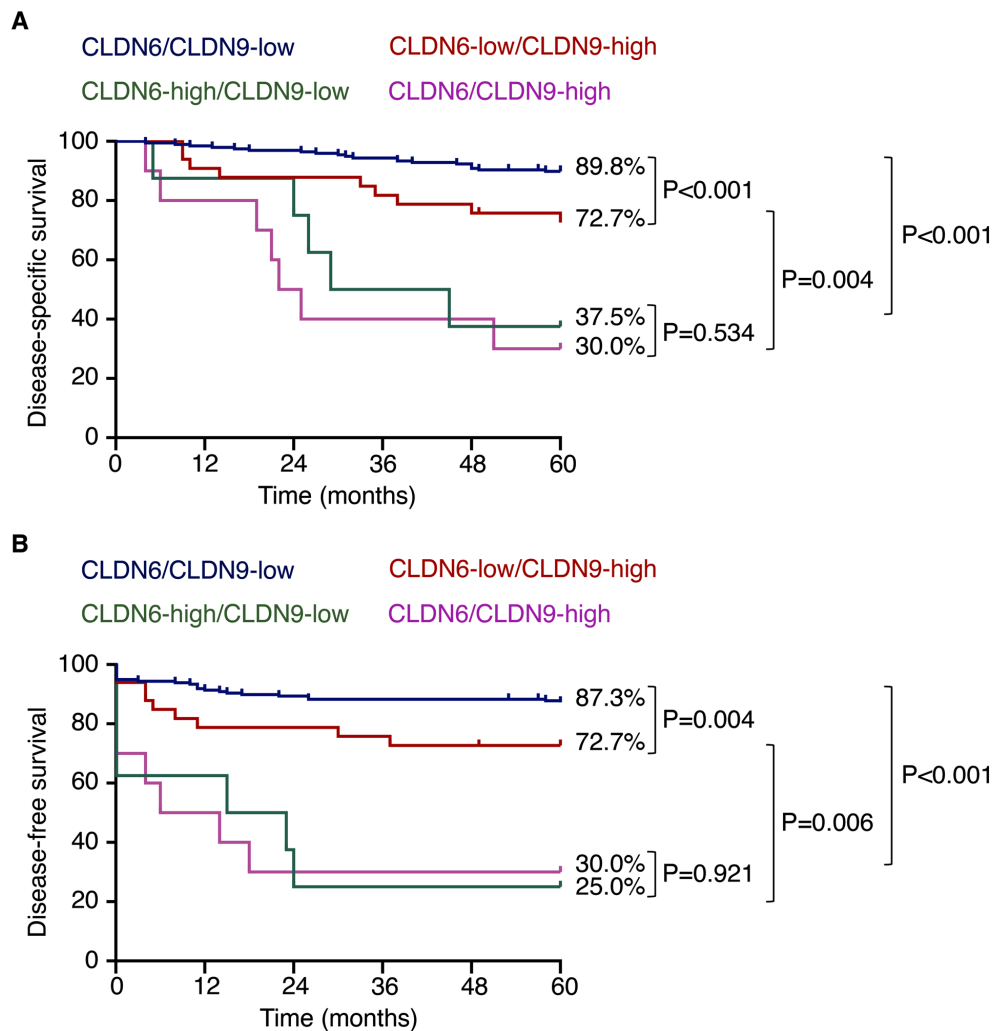 A
CLDN6/CLDN9-low CLDN6-low/CLDN9-high
CLDN6-high/CLDN9-low CLDN6/CLDN9-high
Disease-specific survival
100
80
60
40
20
0
0 12 24 36 48 60
Time (months)
89.8%
72.7%
37.5%
30.0%
P<0.001
P=0.534
P=0.004
P<0.001
B
CLDN6/CLDN9-low CLDN6-low/CLDN9-high
CLDN6-high/CLDN9-low CLDN6/CLDN9-high
Disease-free survival
100
80
60
40
20
0
0 12 24 36 48 60
Time (months)
87.3%
72.7%
30.0%
25.0%
P=0.004
P=0.921
P=0.006
P<0.001